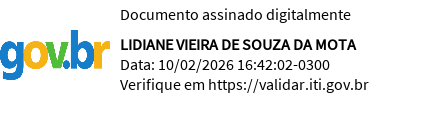 Documento assinado digitalmente
gov.br
LIDIANE VIEIRA DE SOUZA DA MOTA
Data: 10/02/2026 16:42:02-0300
Verifique em https://validar.iti.gov.br